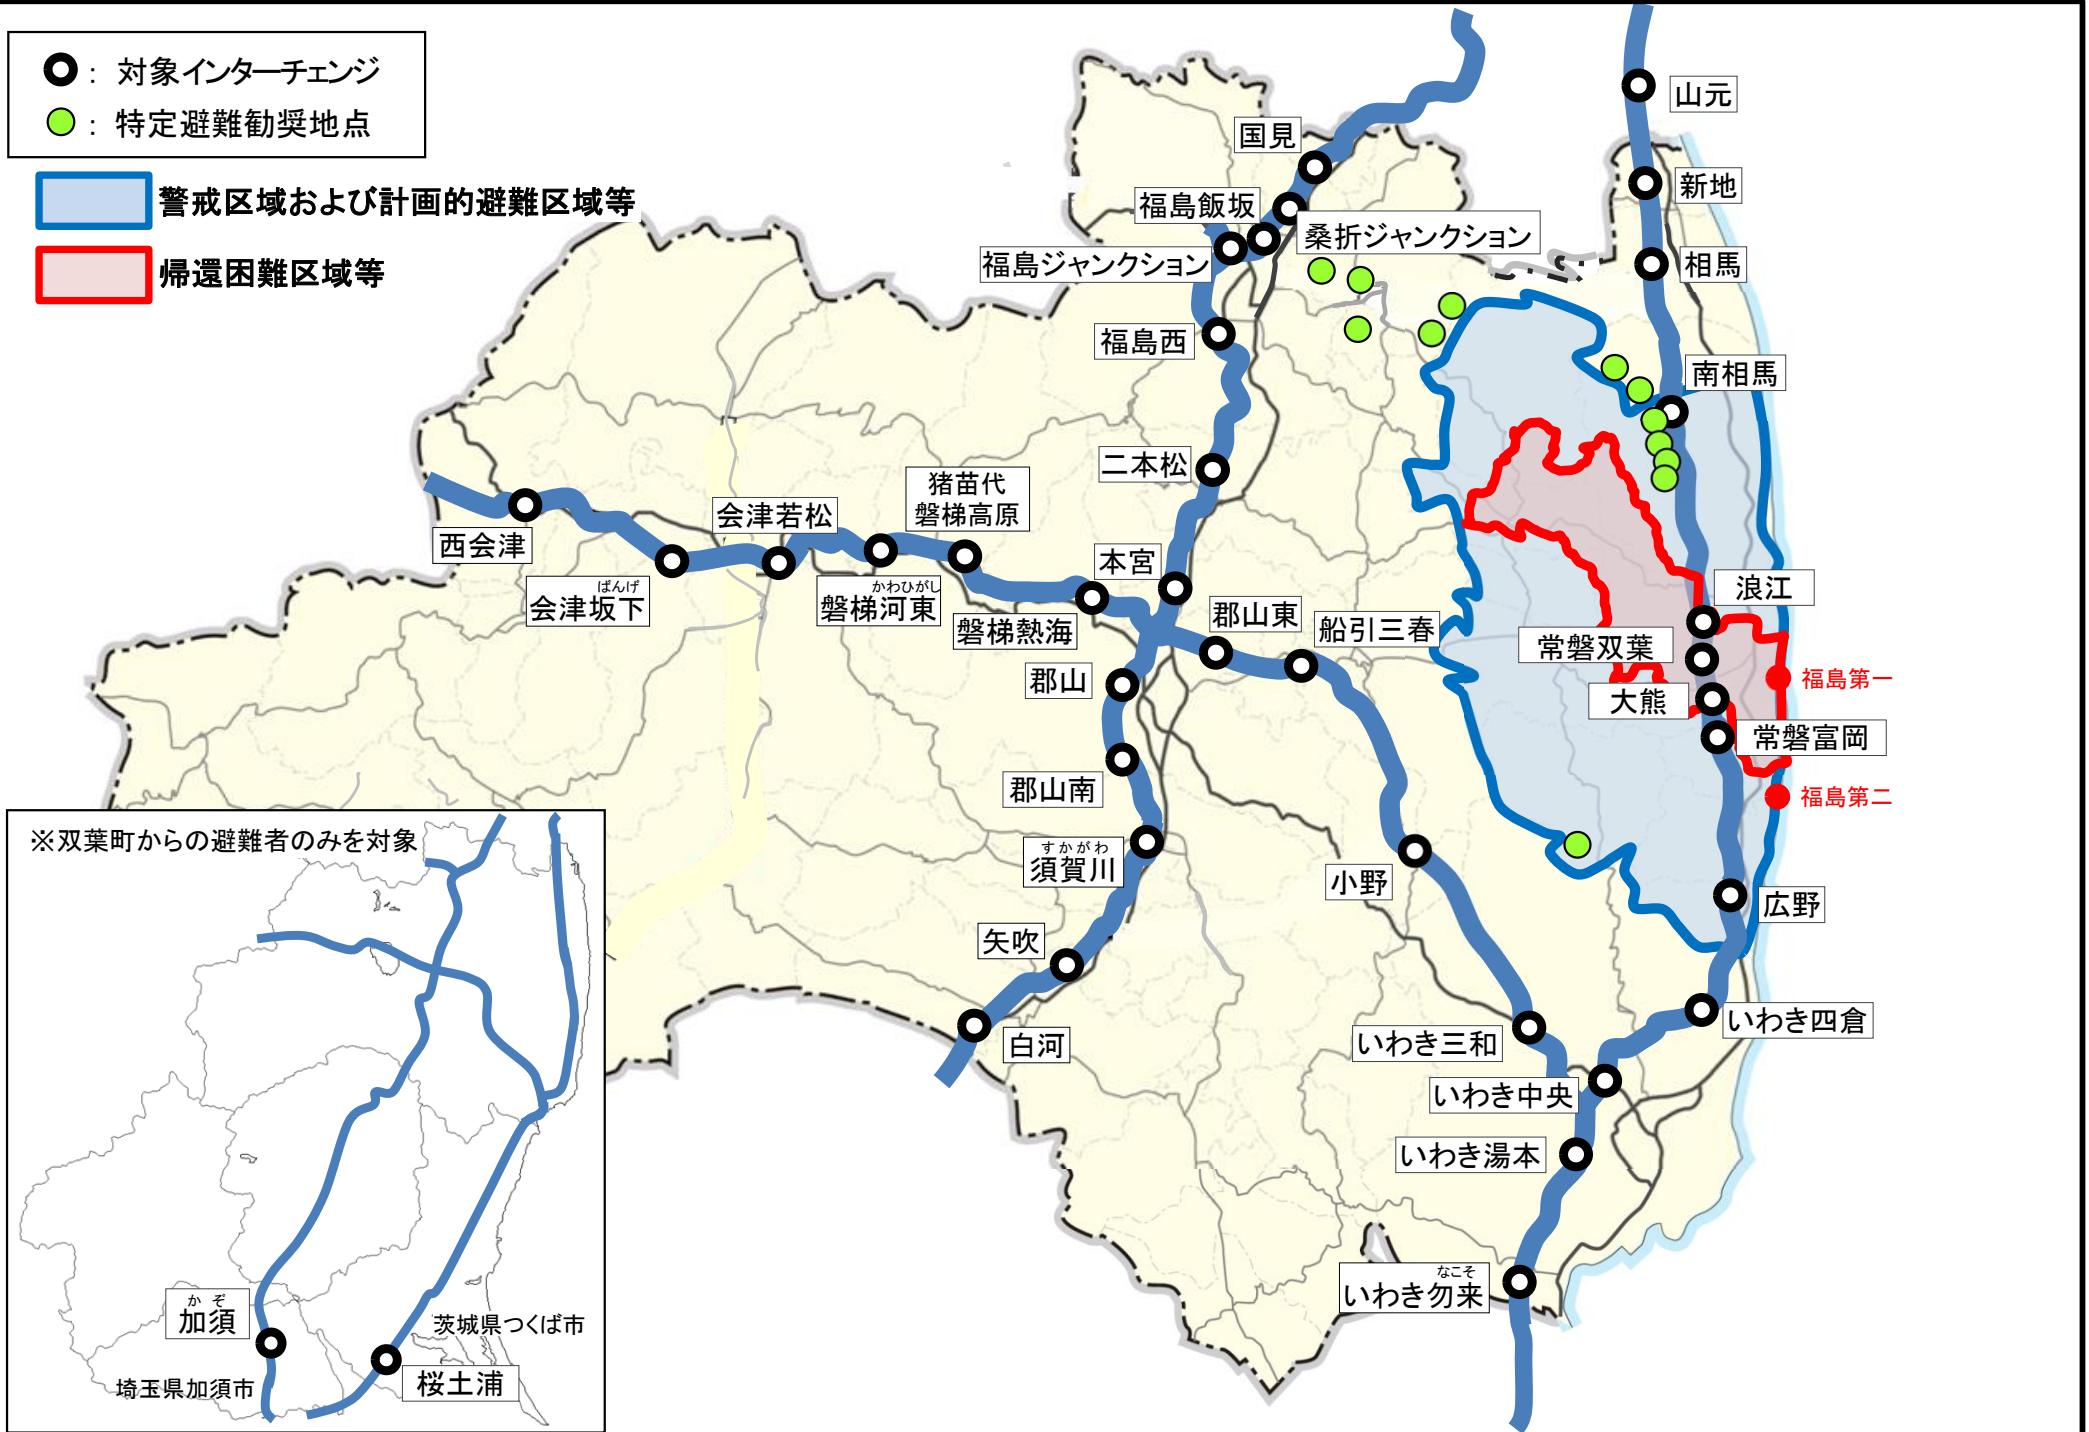 ：対象インターチェンジ
：特定避難勧奨地点
警戒区域および計画的避難区域等
帰還困難区域等
山元
国見
新地
福島飯坂
桑折ジャンクション
福島ジャンクション
相馬
福島西
南相馬
二本松
猪苗代
磐梯高原
会津若松
西会津
本宮
ばんげ
会津坂下
かわひがし
磐梯河東
磐梯熱海
郡山東
船引三春
浪江
常磐双葉
郡山
福島第一
大熊
常磐富岡
郡山南
福島第二
すかがわ
須賀川
小野
広野
矢吹
白河
いわき三和
いわき四倉
いわき中央
いわき湯本
なこそ
いわき勿来
※双葉町からの避難者のみを対象
かぞ
加須
茨城県つくば市
埼玉県加須市
桜土浦